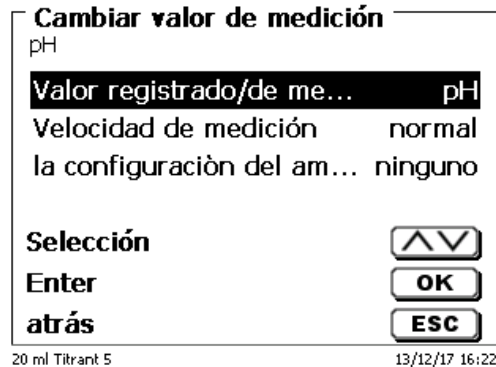 Cambiar valor de medición
pH
Valor registrado/de me... pH
Velocidad de medición normal
la configuraciòn del am... ninguno
Selección
Enter OK
atrás ESC
20 ml Titrant 5 13/12/17 16:22